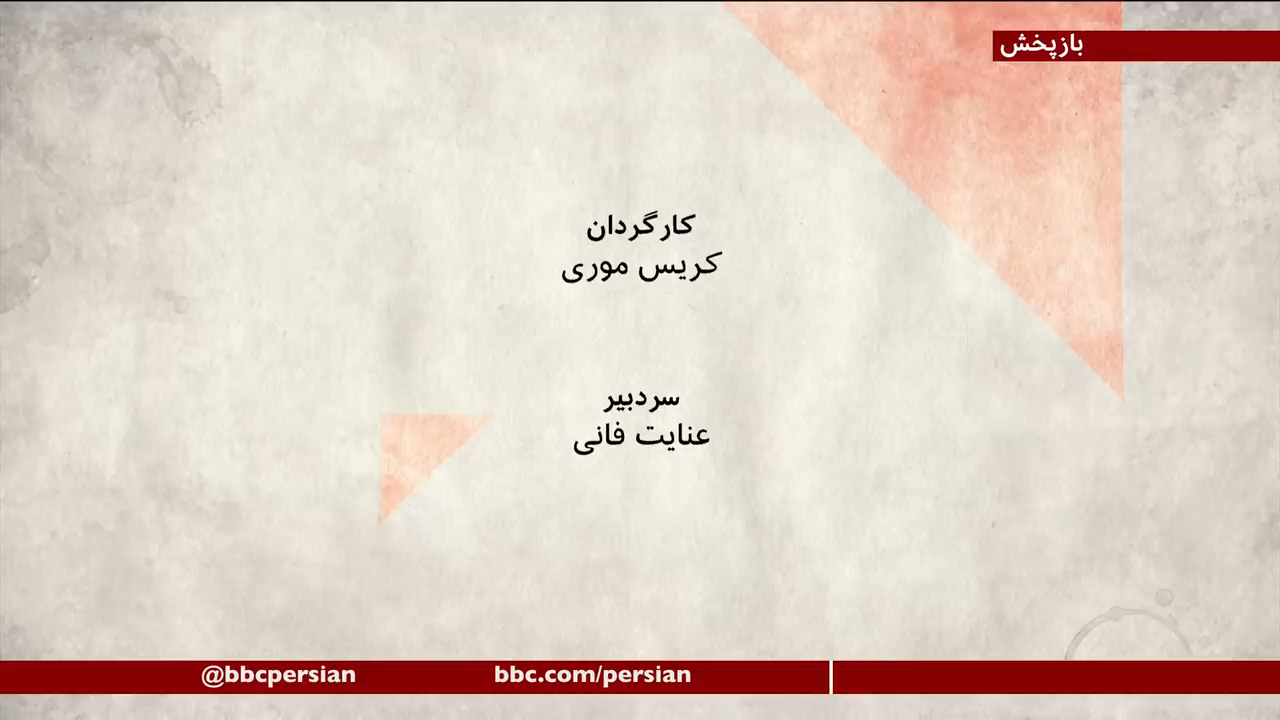 بازپخش
کارگردان
کریس موری
سردبیر
عنایت فانی
@bbcpersian
bbc.com/persian